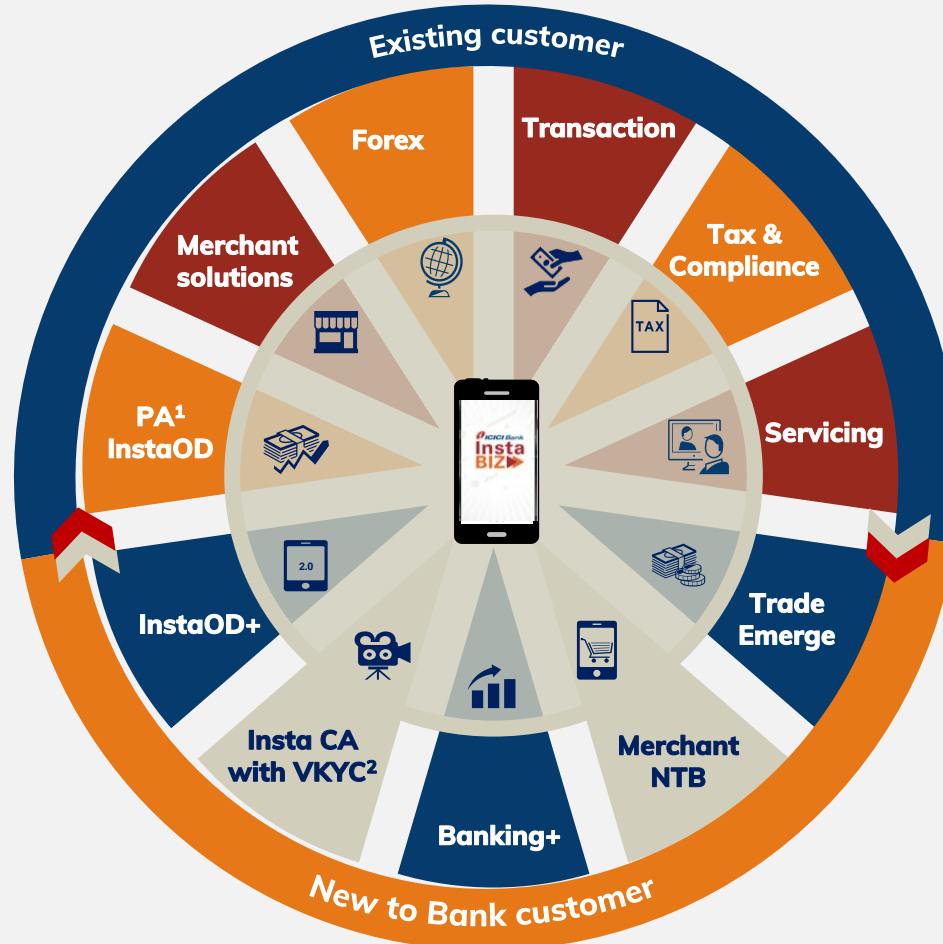 Existing customer
Forex
Transaction
Merchant
solutions
Tax &
Compliance
TAX
PA¹
InstaOD
Servicing
ICICI Bank
Insta
BIZ
2.0
InstaOD+
Trade
Emerge
Insta CA
with VKYC²
Merchant
NTB
Banking+
New to Bank customer